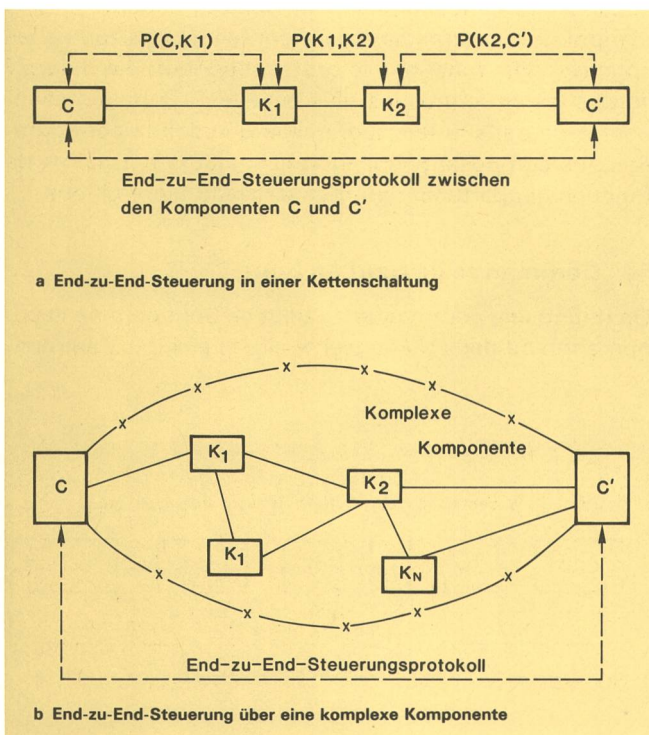 P(C,K1) P(K1,K2) P(K2,C′)
C K₁ K₂ C′
End-zu-End-Steuerungsprotokoll zwischen
den Komponenten C und C′
a End-zu-End-Steuerung in einer Kettenschaltung
Komplexe
Komponente
K₁
K₂
C C′
K₁
K_N
End-zu-End-Steuerungsprotokoll
b End-zu-End-Steuerung über eine komplexe Komponente